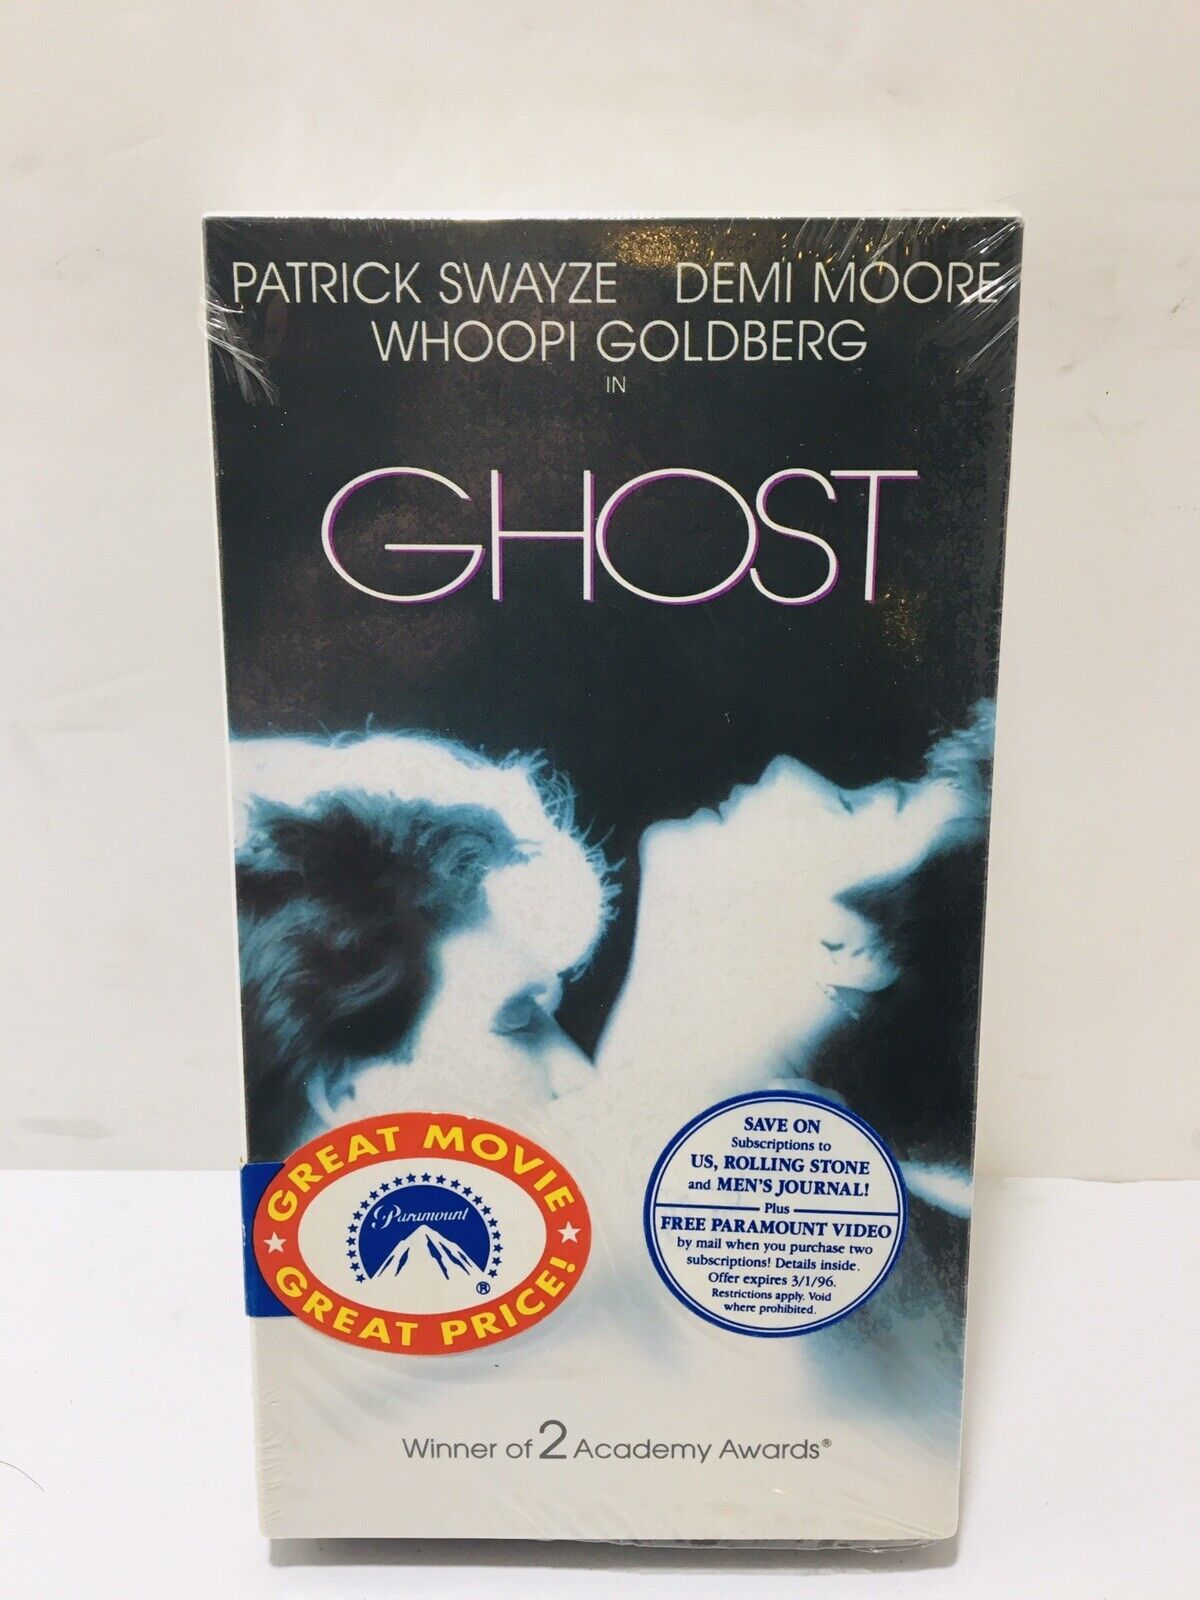 PATRICK SWAYZE DEMI MOORE
WHOOPI GOLDBERG
IN
GHOST
GREAT MOVIE
Paramount
®
GREAT PRICE!
SAVE ON
Subscriptions to
US, ROLLING STONE
and MEN'S JOURNAL!
Plus
FREE PARAMOUNT VIDEO
by mail when you purchase two
subscriptions! Details inside.
Offer expires 3/1/96.
Restrictions apply. Void
where prohibited.
Winner of 2 Academy Awards®